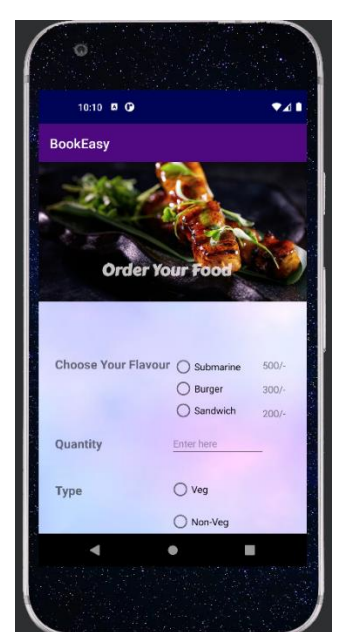 10:10
BookEasy
Order Your Food
Choose Your Flavour Submarine 500/-
Burger 300/-
Sandwich 200/-
Quantity Enter here
Type Veg
Non-Veg